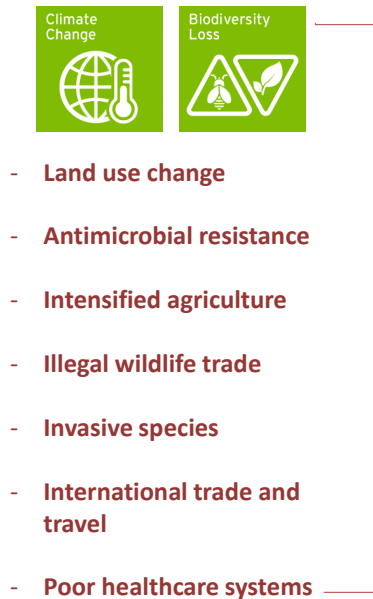 Climate
Change
Biodiversity
Loss
- Land use change
- Antimicrobial resistance
- Intensified agriculture
- Illegal wildlife trade
- Invasive species
- International trade and
travel
- Poor healthcare systems